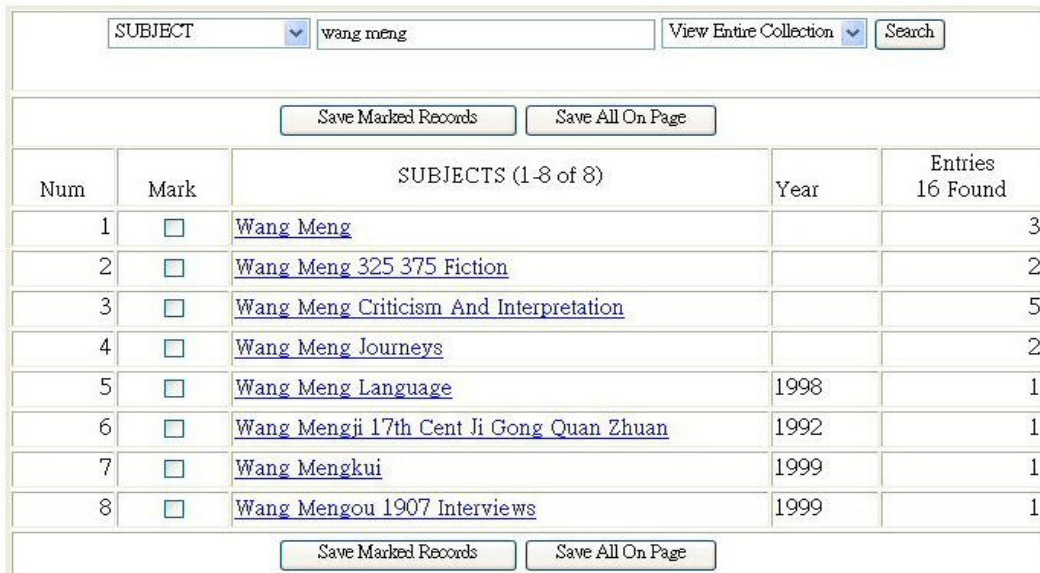 SUBJECT wang meng View Entire Collection Search
Save Marked Records Save All On Page
Num Mark SUBJECTS (1-8 of 8) Year Entries 16 Found
1 Wang Meng 3
2 Wang Meng 325 375 Fiction 2
3 Wang Meng Criticism And Interpretation 5
4 Wang Meng Journeys 2
5 Wang Meng Language 1998 1
6 Wang Mengji 17th Cent Ji Gong Quan Zhuan 1992 1
7 Wang Mengkui 1999 1
8 Wang Mengou 1907 Interviews 1999 1
Save Marked Records Save All On Page